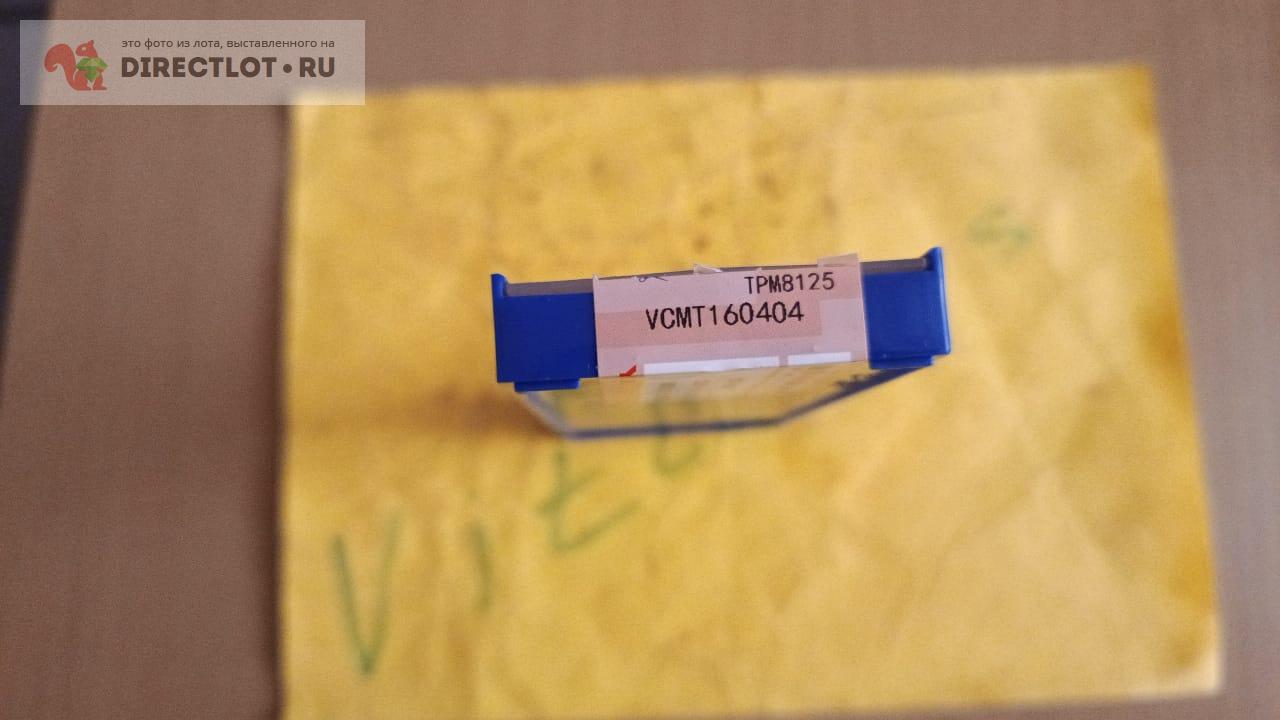 это фото из лота, выставленного на
DIRECTLOT•RU
TPM8125
VCMT160404